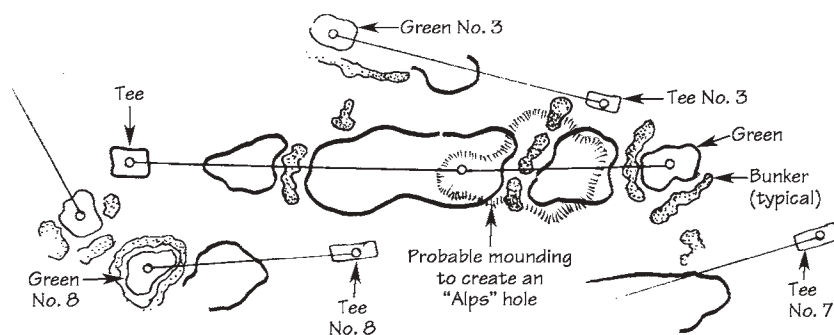 Green No. 3
Tee
Tee No. 3
Green
Bunker
(typical)
Green
No. 8
Tee
No. 8
Probable mounding
to create an
"Alps" hole
Tee
No. 7